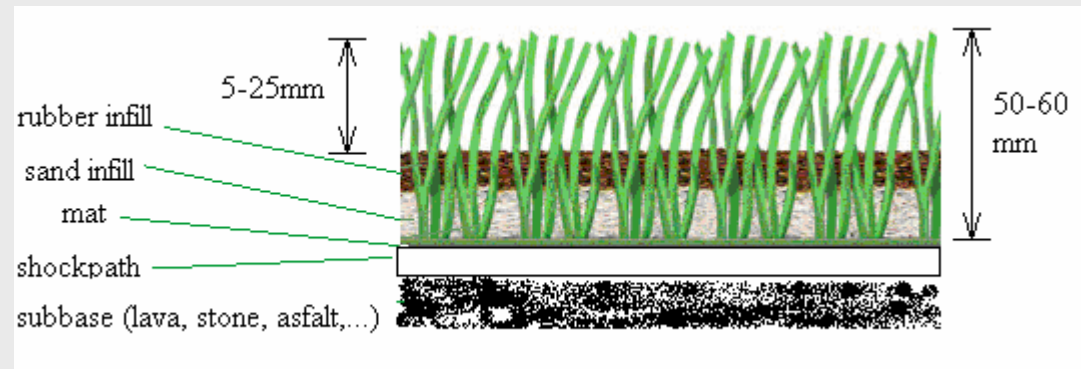 5-25mm
rubber infill
sand infill
mat
shockpath
subbase (lava, stone, asfalt,...)
50-60
mm